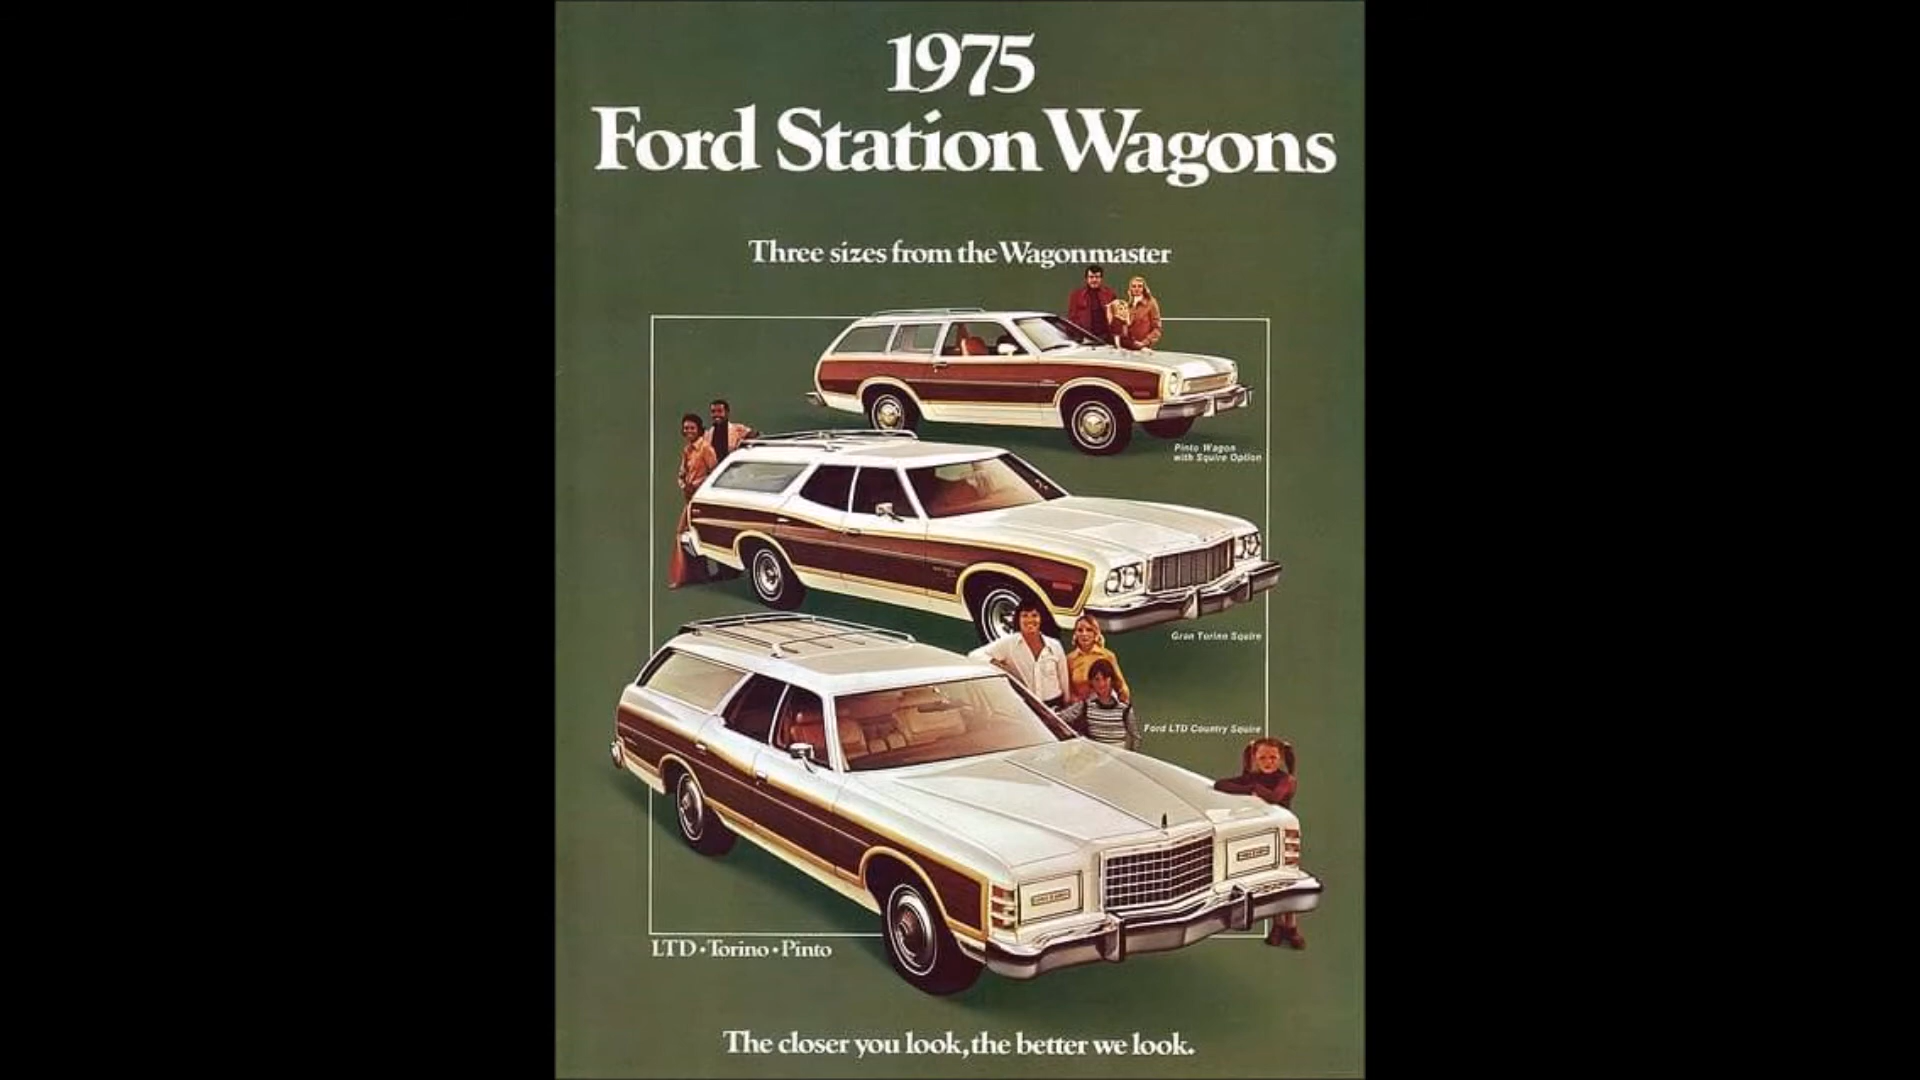 1975
Ford Station Wagons
Three sizes from the Wagonmaster
Pinto Wagon
with Squire Option
Gran Torino Squire
Ford LTD Country Squire
LTD • Torino • Pinto
The closer you look, the better we look.